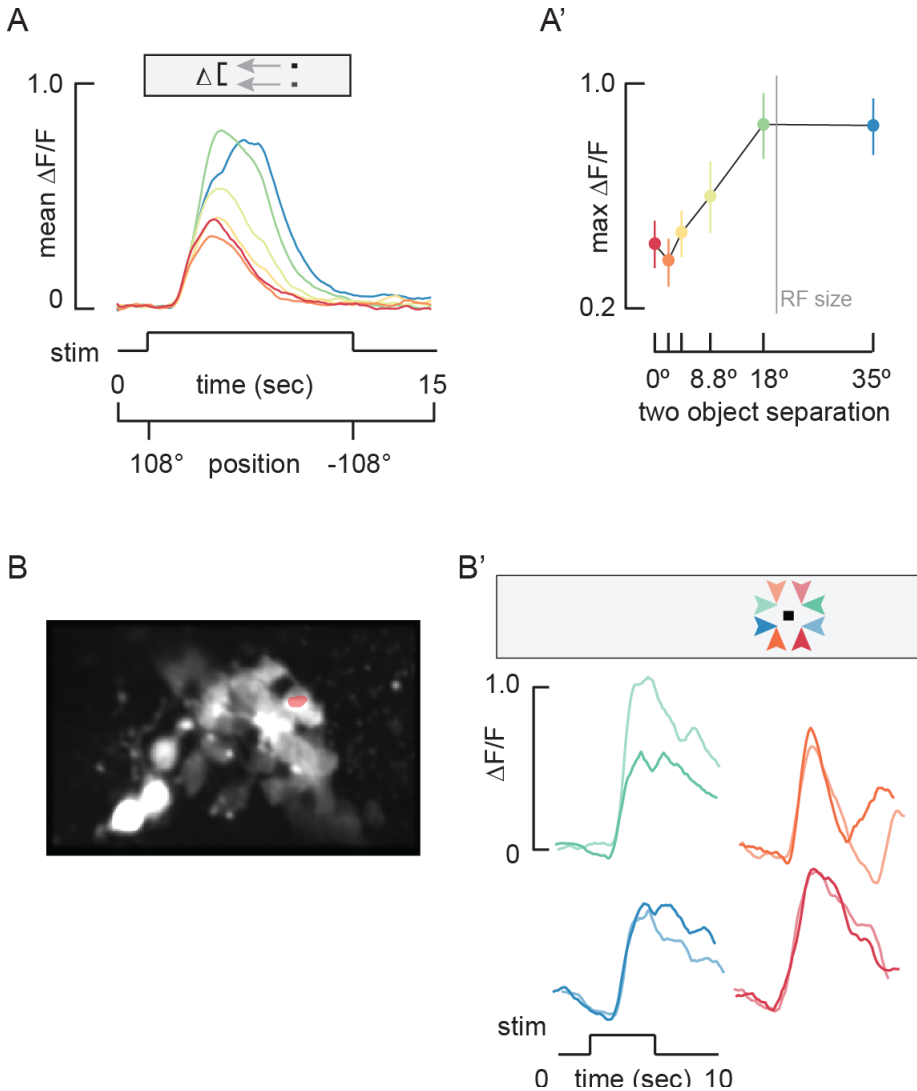 A
Δ
1.0
mean ΔF/F
0
stim
0 time (sec) 15
108° position -108°
A'
1.0
max ΔF/F
0.2
RF size
0º 8.8º 18º 35º
two object separation
B
B'
1.0
ΔF/F
0
stim
0 time (sec) 10